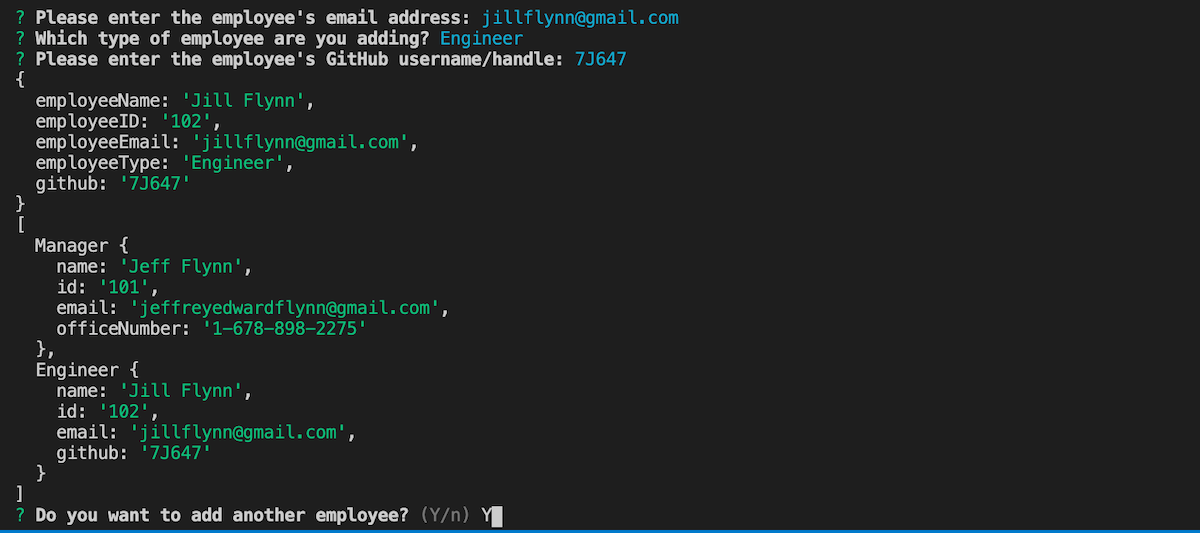 ? Please enter the employee's email address: jillflynn@gmail.com
? Which type of employee are you adding? Engineer
? Please enter the employee's GitHub username/handle: 7J647
{
  employeeName: 'Jill Flynn',
  employeeID: '102',
  employeeEmail: 'jillflynn@gmail.com',
  employeeType: 'Engineer',
  github: '7J647'
}
[
  Manager {
    name: 'Jeff Flynn',
    id: '101',
    email: 'jeffreyedwardflynn@gmail.com',
    officeNumber: '1-678-898-2275'
  },
  Engineer {
    name: 'Jill Flynn',
    id: '102',
    email: 'jillflynn@gmail.com',
    github: '7J647'
  }
]
? Do you want to add another employee? (Y/n) Y